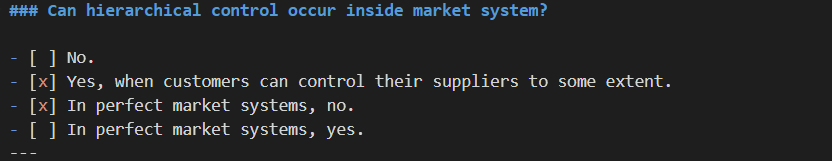 ### Can hierarchical control occur inside market system?
- [ ] No.
- [x] Yes, when customers can control their suppliers to some extent.
- [x] In perfect market systems, no.
- [ ] In perfect market systems, yes.
---